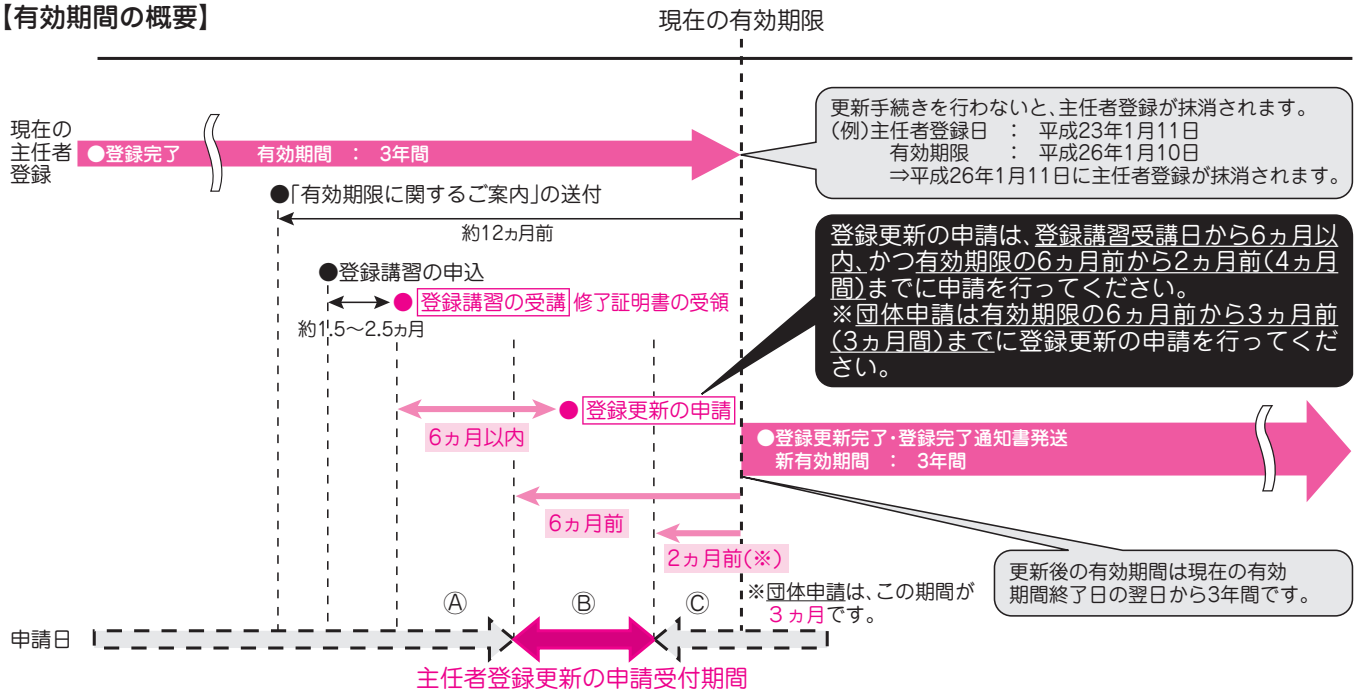 【有効期間の概要】
現在の有効期限
現在の
主任者
登録
●登録完了 有効期間 ： 3年間
更新手続きを行わないと、主任者登録が抹消されます。
(例)主任者登録日 ： 平成23年1月11日
有効期限 ： 平成26年1月10日
⇒平成26年1月11日に主任者登録が抹消されます。
●「有効期限に関するご案内」の送付
約12ヵ月前
●登録講習の申込
● 登録講習の受講 修了証明書の受領
約1.5〜2.5ヵ月
登録更新の申請は、登録講習受講日から6ヵ月以
内、かつ有効期限の6ヵ月前から2ヵ月前(4ヵ月
間)までに申請を行ってください。
※団体申請は有効期限の6ヵ月前から3ヵ月前
(3ヵ月間)までに登録更新の申請を行ってくだ
さい。
● 登録更新の申請
6ヵ月以内
●登録更新完了・登録完了通知書発送
新有効期間 ： 3年間
6ヵ月前
2ヵ月前(※)
※団体申請は、この期間が
３ヵ月です。
更新後の有効期間は現在の有効
期間終了日の翌日から3年間です。
Ⓐ Ⓑ Ⓒ
申請日
主任者登録更新の申請受付期間